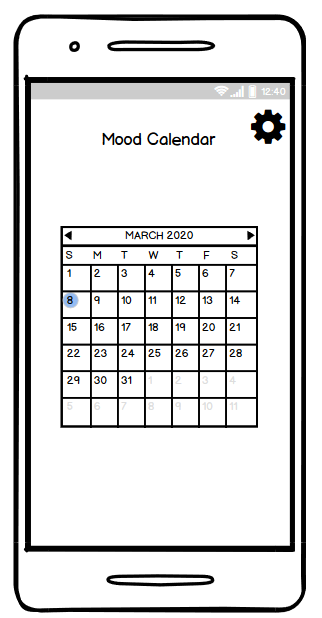 12:40
Mood Calendar
MARCH 2020
S M T W T F S
1 2 3 4 5 6 7
8 9 10 11 12 13 14
15 16 17 18 19 20 21
22 23 24 25 26 27 28
29 30 31 1 2 3 4
5 6 7 8 9 10 11